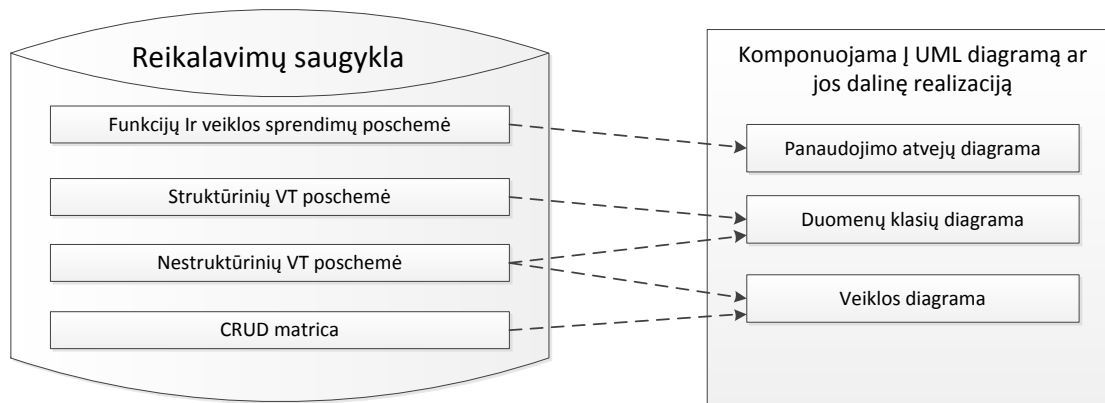 Reikalavimų saugykla
Funkcijų Ir veiklos sprendimų poschemė
Struktūrinių VT poschemė
Nestruktūrinių VT poschemė
CRUD matrica
Komponuojama Į UML diagramą ar
jos dalinę realizaciją
Panaudojimo atvejų diagrama
Duomenų klasių diagrama
Veiklos diagrama